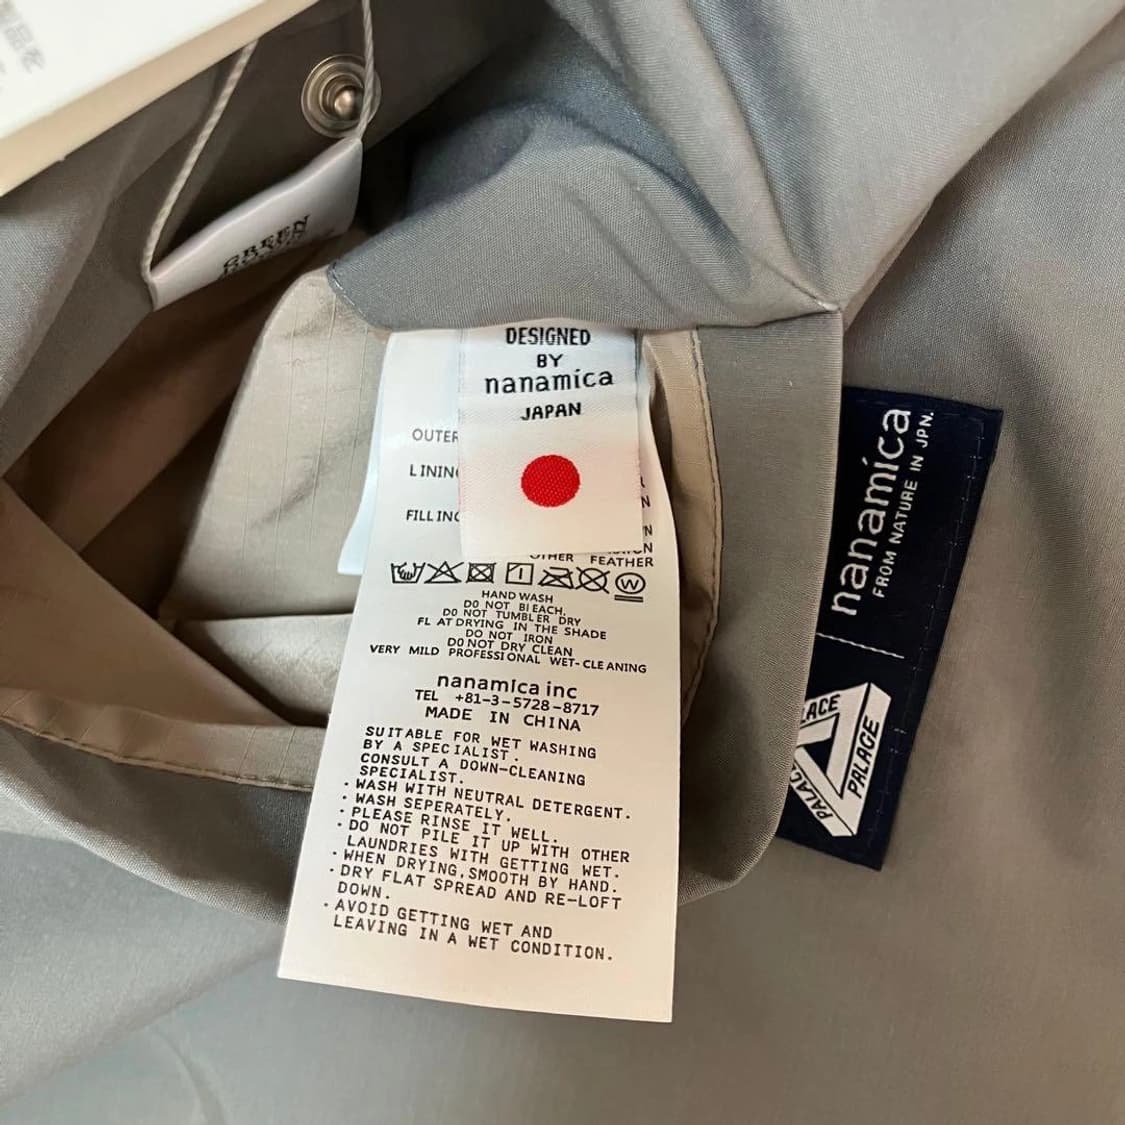 GREEN
DESIGNED
BY
nanamica
JAPAN
OUTER
LINING
FILLING
OTHER FEATHER
HAND WASH
DO NOT BLEACH,
DO NOT TUMBLER DRY
FLAT DRYING IN THE SHADE
DO NOT IRON
DO NOT DRY CLEAN
VERY MILD PROFESSIONAL WET-CLEANING
nanamica inc
TEL +81-3-5728-8717
MADE IN CHINA
SUITABLE FOR WET WASHING
BY A SPECIALIST.
CONSULT A DOWN-CLEANING
SPECIALIST.
・WASH WITH NEUTRAL DETERGENT.
・WASH SEPERATELY.
・PLEASE RINSE IT WELL.
・DO NOT PILE IT UP WITH OTHER
LAUNDRIES WITH GETTING WET.
・WHEN DRYING,SMOOTH BY HAND.
・DRY FLAT SPREAD AND RE-LOFT
DOWN.
・AVOID GETTING WET AND
LEAVING IN A WET CONDITION.
nanamica
FROM NATURE IN JPN.
PALACE
PALACE